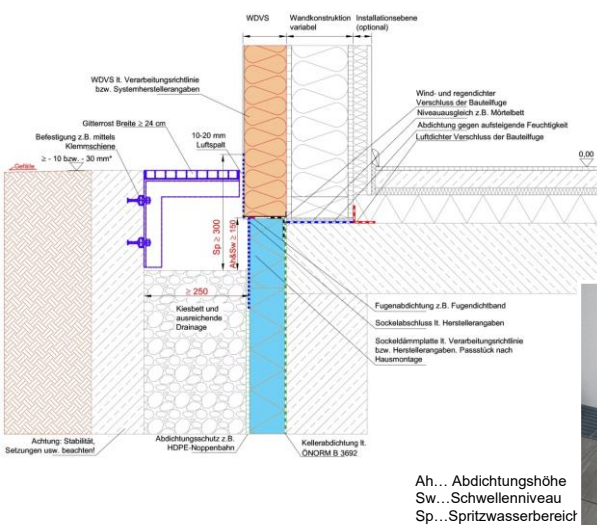 WDVS
Wandkonstruktion
variabel
Installationsebene
(optional)
WDVS lt. Verarbeitungsrichtlinie
bzw. Systemherstellerangaben
Gitterrost Breite ≥ 24 cm
Befestigung z.B. mittels
Klemmschiene
10-20 mm
Luftspalt
≥ - 10 bzw. - 30 mm*
Gefälle
Wind- und regendichter
Verschluss der Bauteilfuge
Niveauausgleich z.B. Mörtelbett
Abdichtung gegen aufsteigende Feuchtigkeit
Luftdichter Verschluss der Bauteilfuge
0,00
Sp ≥ 300
Ah&Sw ≥ 150
≥ 250
Kiesbett und
ausreichende
Drainage
Fugenabdichtung z.B. Fugendichtband
Sockelabschluss lt. Herstellerangaben
Sockeldämmplatte lt. Verarbeitungsrichtlinie
bzw. Herstellerangaben. Passstück nach
Hausmontage
Achtung: Stabilität,
Setzungen usw. beachten!
Abdichtungsschutz z.B.
HDPE-Noppenbahn
Kellerabdichtung lt.
ÖNORM B 3692
Ah... Abdichtungshöhe
Sw...Schwellenniveau
Sp...Spritzwasserbereich